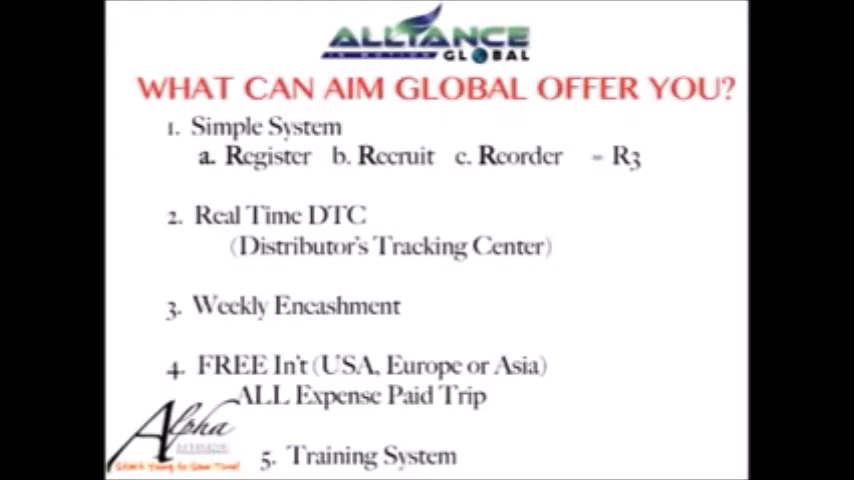 ALLIANCE
IN MOTION GLOBAL
WHAT CAN AIM GLOBAL OFFER YOU?
1. Simple System
a. Register b. Recruit c. Reorder = R3
2. Real Time DTC
(Distributor's Tracking Center)
3. Weekly Encashment
4. FREE In't (USA, Europe or Asia)
ALL Expense Paid Trip
Alpha
5. Training System